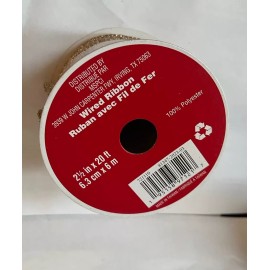 DISTRIBUTED BY
DISTRIBUÉ PAR
MSPCI
3939 W JOHN CARPENTER FWY, IRVING, TX 75063
Wired Ribbon
Ruban avec Fil de Fer
100% Polyester
2½ in x 20 ft
6.3 cm x 6 m